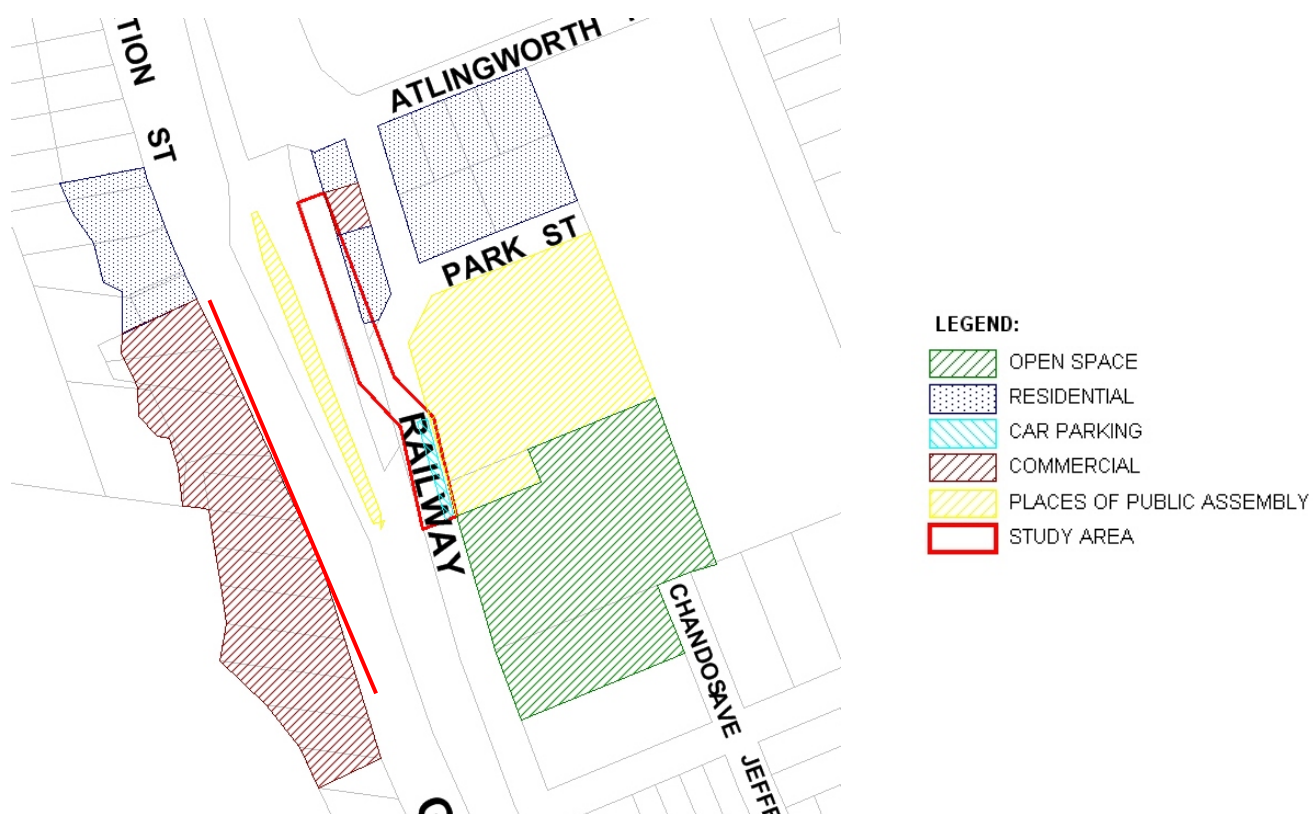 TION ST
ATLINGWORTH
PARK ST
RAILWAY
CHANDOS AVE
JEFFR
LEGEND:
OPEN SPACE
RESIDENTIAL
CAR PARKING
COMMERCIAL
PLACES OF PUBLIC ASSEMBLY
STUDY AREA